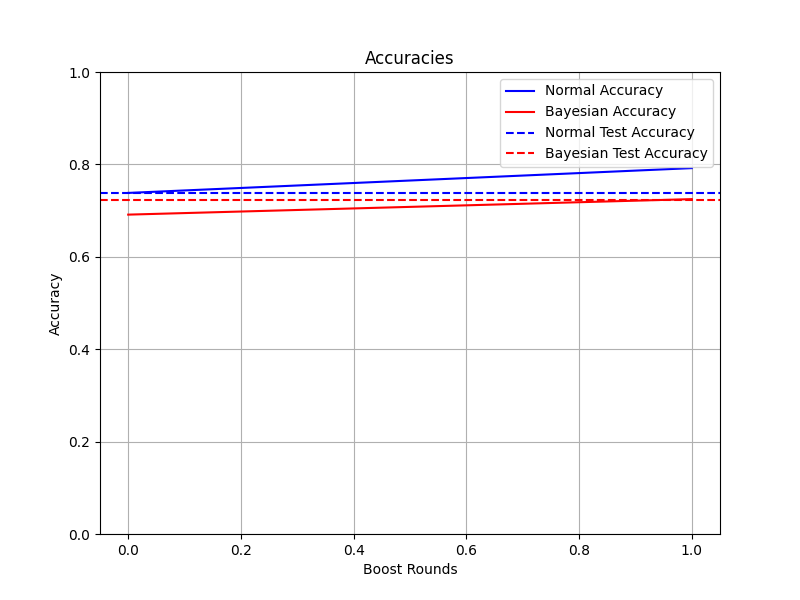 Accuracies
Normal Accuracy
Bayesian Accuracy
Normal Test Accuracy
Bayesian Test Accuracy
1.0
0.8
0.6
0.4
0.2
0.0
Accuracy
0.0 0.2 0.4 0.6 0.8 1.0
Boost Rounds